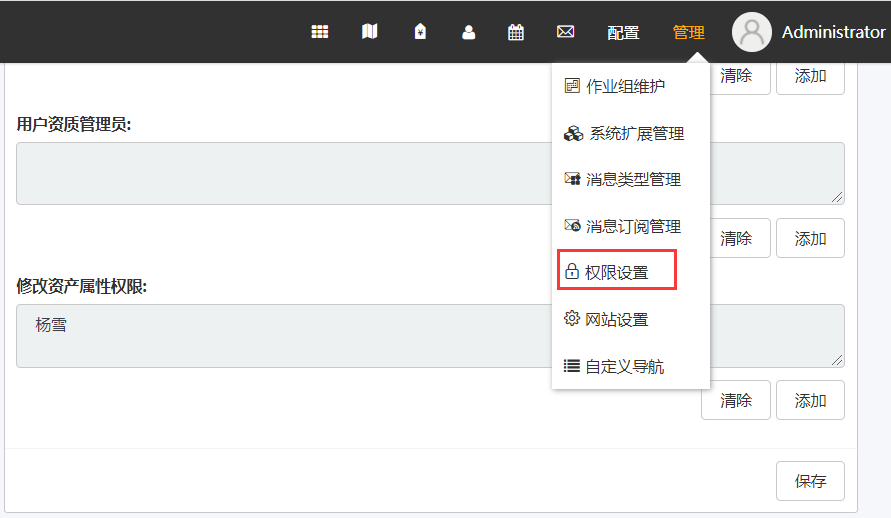 配置 管理 Administrator
清除 添加
作业组维护
用户资质管理员:
系统扩展管理
消息类型管理
消息订阅管理
清除 添加
权限设置
修改资产属性权限:
杨雪
网站设置
自定义导航
清除 添加
保存